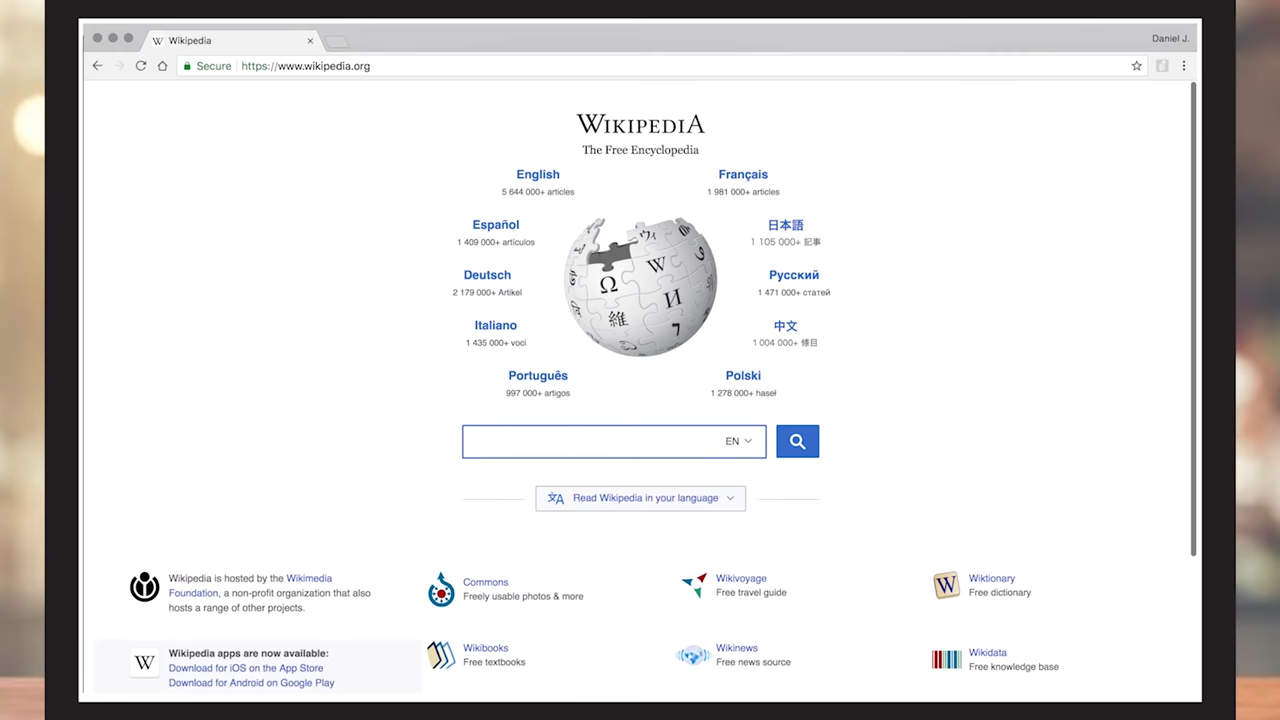 Wikipedia
Daniel J.
Secure
https://www.wikipedia.org
WIKIPEDIA
The Free Encyclopedia
English
5 644 000+ articles
Français
1 981 000+ articles
Español
1 409 000+ artículos
日本語
1 105 000+ 記事
Deutsch
2 179 000+ Artikel
Русский
1 471 000+ статей
Italiano
1 435 000+ voci
中文
1 004 000+ 條目
Português
997 000+ artigos
Polski
1 278 000+ haseł
Ω
W
И
維
ウィ
7
EN
Read Wikipedia in your language
Wikipedia is hosted by the Wikimedia
Foundation, a non-profit organization that also
hosts a range of other projects.
Commons
Freely usable photos & more
Wikivoyage
Free travel guide
W
Wiktionary
Free dictionary
W
Wikipedia apps are now available:
Download for iOS on the App Store
Download for Android on Google Play
Wikibooks
Free textbooks
Wikinews
Free news source
Wikidata
Free knowledge base